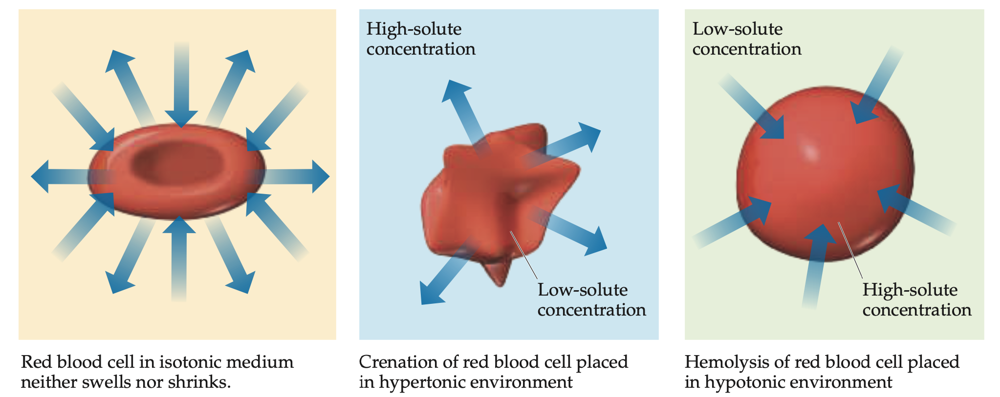 High-solute
concentration
Low-solute
concentration
Low-solute
concentration
High-solute
concentration
Red blood cell in isotonic medium
neither swells nor shrinks.
Crenation of red blood cell placed
in hypertonic environment
Hemolysis of red blood cell placed
in hypotonic environment